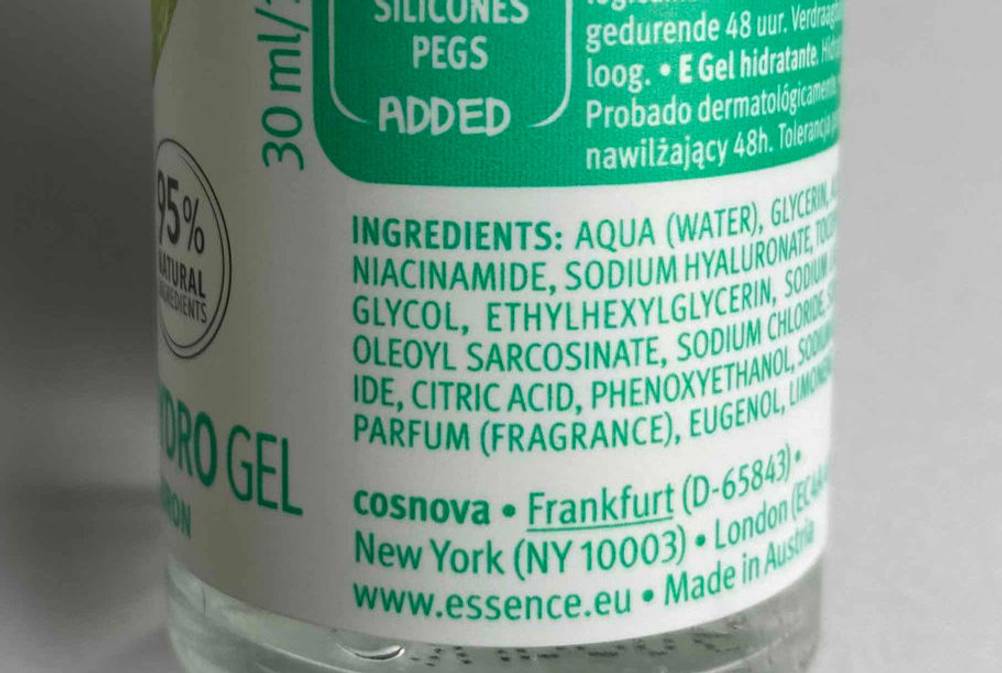 30 ml/
SILICONES
PEGS
ADDED
gedurende 48 uur.
loog. • E Gel hidratante.
Probado dermatológicamente
nawilżający 48h. Tolerancja
95%
NATURAL
INGREDIENTS
INGREDIENTS: AQUA (WATER), GLYCERIN,
NIACINAMIDE, SODIUM HYALURONATE,
GLYCOL, ETHYLHEXYLGLYCERIN, SODIUM
OLEOYL SARCOSINATE, SODIUM CHLORIDE,
IDE, CITRIC ACID, PHENOXYETHANOL,
PARFUM (FRAGRANCE), EUGENOL,
HYDRO GEL
cosnova • Frankfurt (D-65843) •
New York (NY 10003) • London
www.essence.eu • Made in Austria